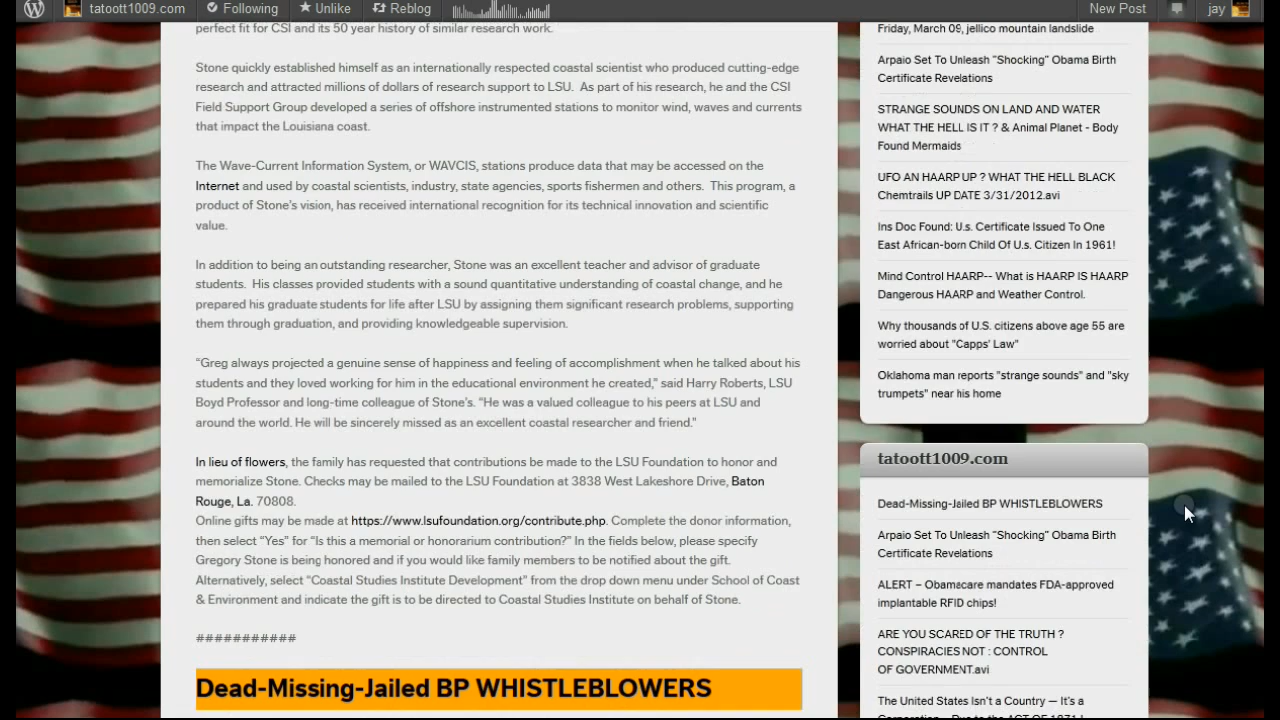 tatoott1009.com Following Unlike Reblog New Post jay
perfect fit for CSI and its 50 year history of similar research work.
Stone quickly established himself as an internationally respected coastal scientist who produced cutting-edge
research and attracted millions of dollars of research support to LSU. As part of his research, he and the CSI
Field Support Group developed a series of offshore instrumented stations to monitor wind, waves and currents
that impact the Louisiana coast.
The Wave-Current Information System, or WAVCIS, stations produce data that may be accessed on the
Internet and used by coastal scientists, industry, state agencies, sports fishermen and others. This program, a
product of Stone's vision, has received international recognition for its technical innovation and scientific
value.
In addition to being an outstanding researcher, Stone was an excellent teacher and advisor of graduate
students. His classes provided students with a sound quantitative understanding of coastal change, and he
prepared his graduate students for life after LSU by assigning them significant research problems, supporting
them through graduation, and providing knowledgeable supervision.
“Greg always projected a genuine sense of happiness and feeling of accomplishment when he talked about his
students and they loved working for him in the educational environment he created,” said Harry Roberts, LSU
Boyd Professor and long-time colleague of Stone's. “He was a valued colleague to his peers at LSU and
around the world. He will be sincerely missed as an excellent coastal researcher and friend.”
In lieu of flowers, the family has requested that contributions be made to the LSU Foundation to honor and
memorialize Stone. Checks may be mailed to the LSU Foundation at 3838 West Lakeshore Drive, Baton
Rouge, La. 70808.
Online gifts may be made at https://www.lsufoundation.org/contribute.php. Complete the donor information,
then select “Yes” for “Is this a memorial or honorarium contribution?” In the fields below, please specify
Gregory Stone is being honored and if you would like family members to be notified about the gift.
Alternatively, select “Coastal Studies Institute Development” from the drop down menu under School of Coast
& Environment and indicate the gift is to be directed to Coastal Studies Institute on behalf of Stone.
###########
Dead-Missing-Jailed BP WHISTLEBLOWERS
Friday, March 09, jellico mountain landslide
Arpaio Set To Unleash "Shocking" Obama Birth
Certificate Revelations
STRANGE SOUNDS ON LAND AND WATER
WHAT THE HELL IS IT ? & Animal Planet - Body
Found Mermaids
UFO AN HAARP UP ? WHAT THE HELL BLACK
Chemtrails UP DATE 3/31/2012.avi
Ins Doc Found: U.s. Certificate Issued To One
East African-born Child Of U.s. Citizen In 1961!
Mind Control HAARP-- What is HAARP IS HAARP
Dangerous HAARP and Weather Control.
Why thousands of U.S. citizens above age 55 are
worried about "Capps' Law"
Oklahoma man reports "strange sounds" and "sky
trumpets" near his home
tatoott1009.com
Dead-Missing-Jailed BP WHISTLEBLOWERS
Arpaio Set To Unleash "Shocking" Obama Birth
Certificate Revelations
ALERT – Obamacare mandates FDA-approved
implantable RFID chips!
ARE YOU SCARED OF THE TRUTH ?
CONSPIRACIES NOT : CONTROL
OF GOVERNMENT.avi
The United States Isn't a Country — It's a
Corporation – Due to the ACT OF 1871 !